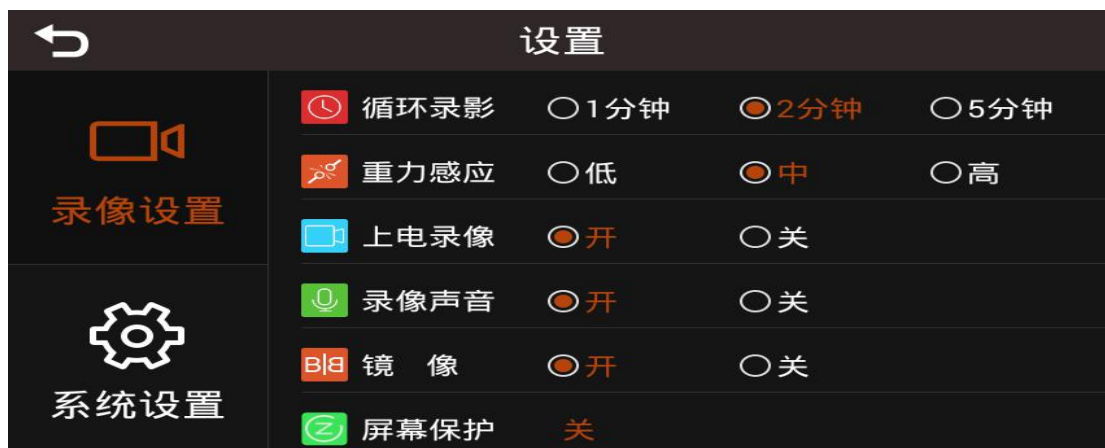 设置
录像设置
系统设置
循环录影 1分钟 2分钟 5分钟
重力感应 低 中 高
上电录像 开 关
录像声音 开 关
B|B 镜 像 开 关
屏幕保护 关